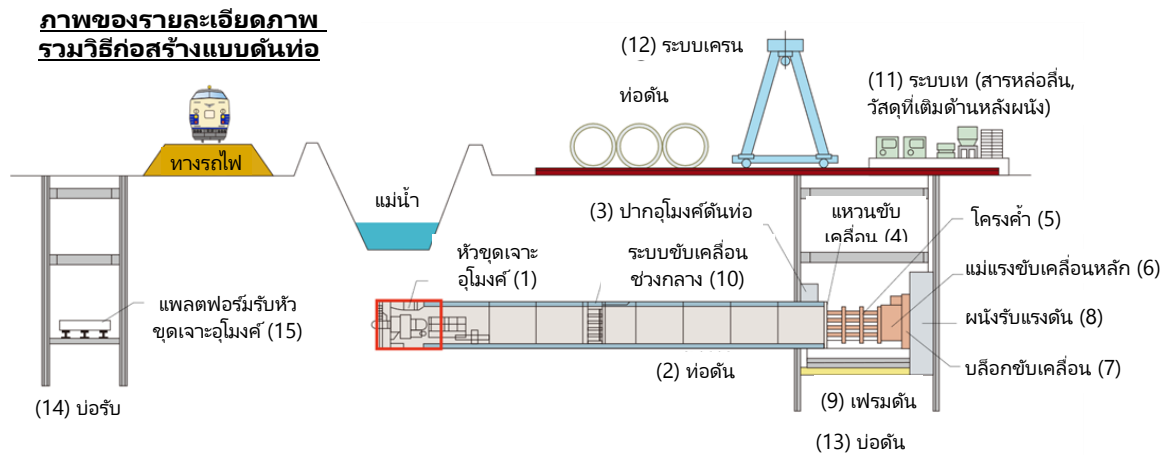 ภาพของรายละเอียดภาพ
รวมวิธีก่อสร้างแบบดันท่อ
(12) ระบบเครน
ท่อดัน
(11) ระบบเท (สารหล่อลื่น,
วัสดุที่เติมด้านหลังผนัง)
ทางรถไฟ
แม่น้ำ
(3) ปากอุโมงค์ดันท่อ
แหวนขับ
เคลื่อน (4)
โครงค้ำ (5)
หัวขุดเจาะ
อุโมงค์ (1)
ระบบขับเคลื่อน
ช่วงกลาง (10)
แม่แรงขับเคลื่อนหลัก (6)
แพลตฟอร์มรับหัว
ขุดเจาะอุโมงค์ (15)
ผนังรับแรงดัน (8)
(2) ท่อดัน
บล็อกขับเคลื่อน (7)
(14) บ่อรับ
(9) เฟรมดัน
(13) บ่อดัน